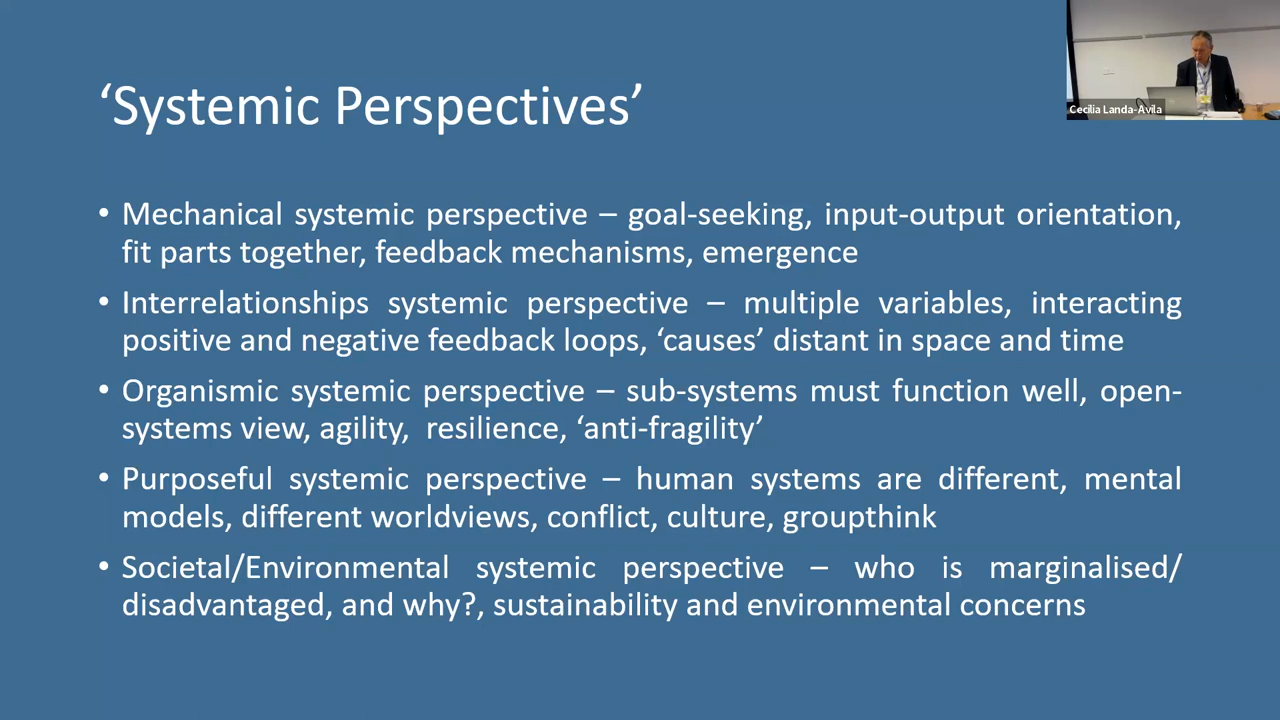 ‘Systemic Perspectives’
Cecilia Landa-Avila
• Mechanical systemic perspective – goal-seeking, input-output orientation,
fit parts together, feedback mechanisms, emergence
• Interrelationships systemic perspective – multiple variables, interacting
positive and negative feedback loops, ‘causes’ distant in space and time
• Organismic systemic perspective – sub-systems must function well, open-
systems view, agility,  resilience, ‘anti-fragility’
• Purposeful systemic perspective – human systems are different, mental
models, different worldviews, conflict, culture, groupthink
• Societal/Environmental systemic perspective – who is marginalised/
disadvantaged, and why?, sustainability and environmental concerns